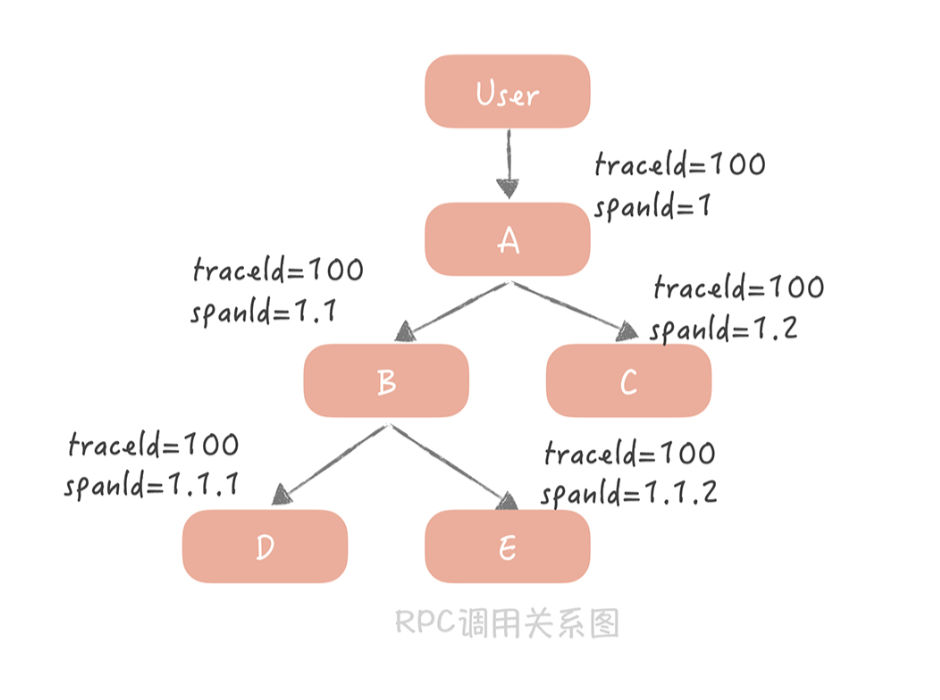 User
traceId=100
spanId=1
A
traceId=100
spanId=1.1
traceId=100
spanId=1.2
B
C
traceId=100
spanId=1.1.1
traceId=100
spanId=1.1.2
D
E
RPC调用关系图